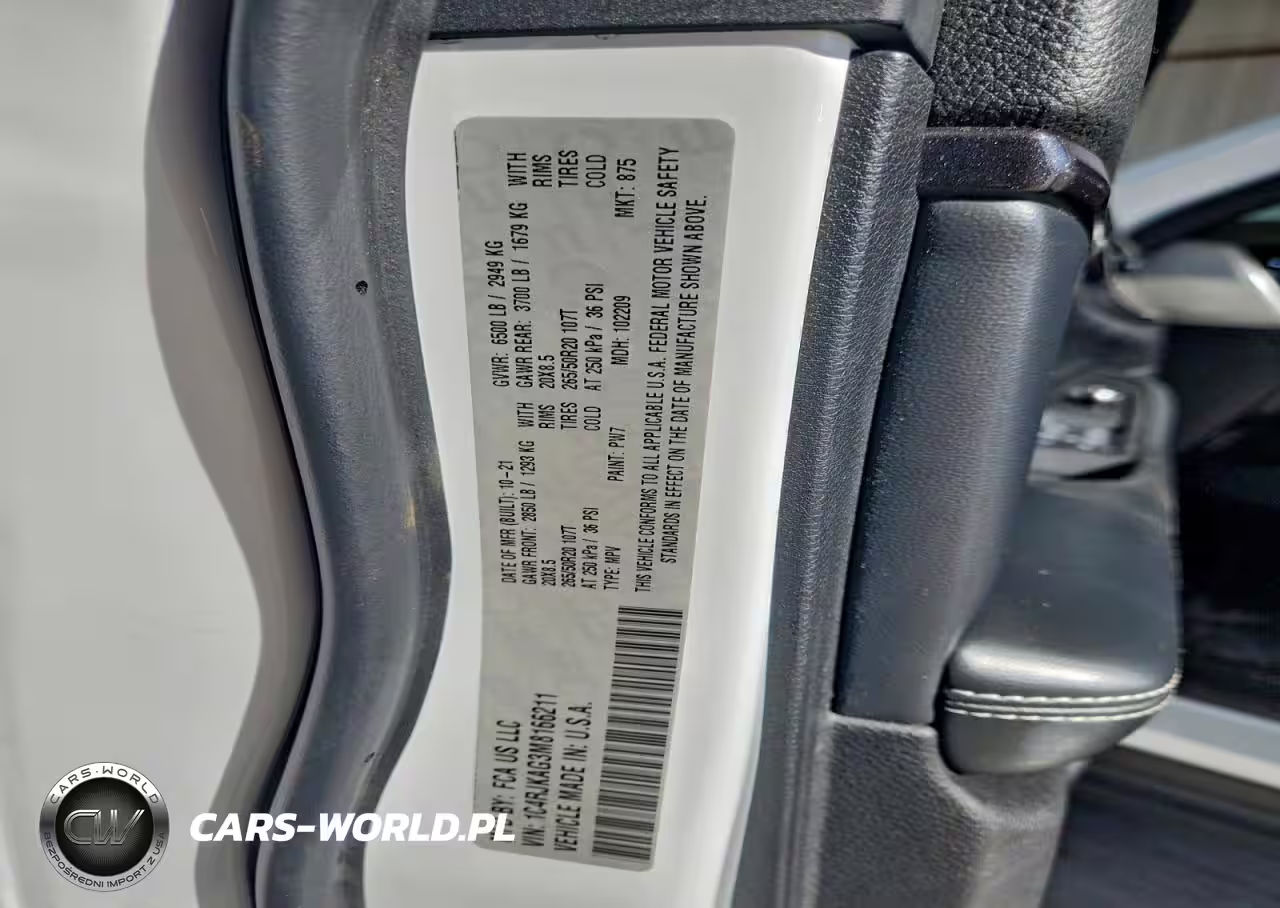 BY: FCA US LLC
DATE OF MFR (BUILT): 10-21
GVWR: 6500 LB / 2949 KG
VIN: 1C4RJKAG3M8166211
GAWR FRONT: 2850 LB / 1293 KG WITH
GAWR REAR: 3700 LB / 1679 KG WITH
20X8.5 RIMS
20X8.5 RIMS
VEHICLE MADE IN: U.S.A.
265/50R20 107T TIRES
265/50R20 107T TIRES
AT 250 kPa / 36 PSI COLD
AT 250 kPa / 36 PSI COLD
TYPE: MPV PAINT: PW7 MDH: 102209 MKT: 875
THIS VEHICLE CONFORMS TO ALL APPLICABLE U.S.A. FEDERAL MOTOR VEHICLE SAFETY
STANDARDS IN EFFECT ON THE DATE OF MANUFACTURE SHOWN ABOVE.
CARS-WORLD
CW
BEZPOŚREDNI IMPORT Z USA
CARS-WORLD.PL